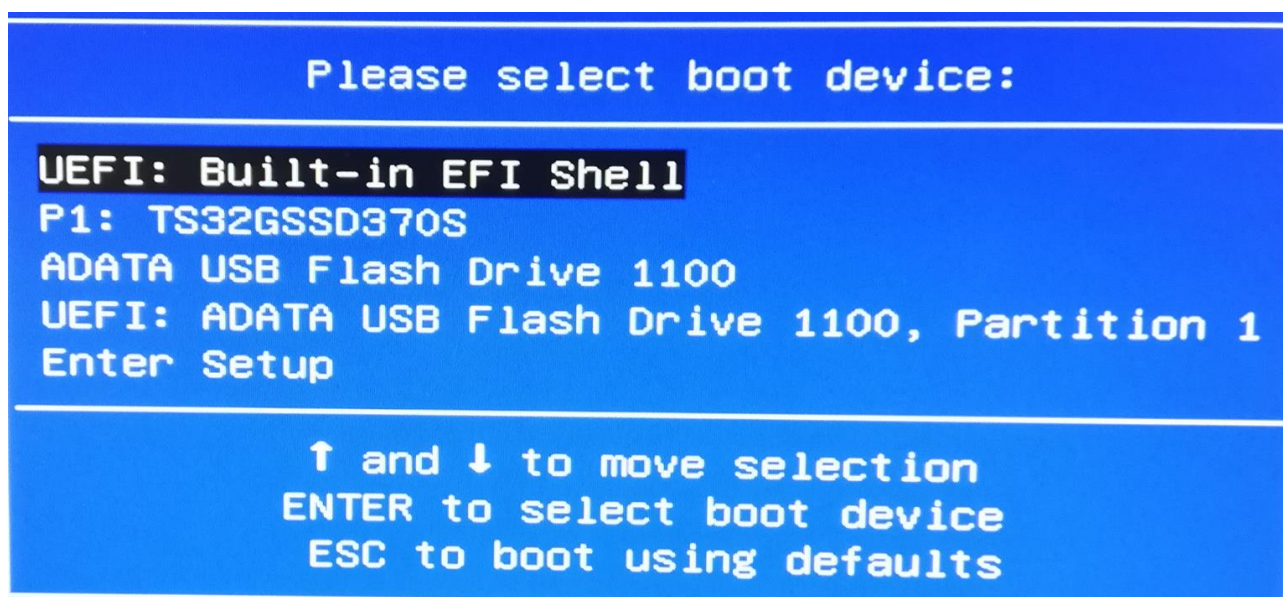 Please select boot device:
UEFI: Built-in EFI Shell
P1: TS32GSSD370S
ADATA USB Flash Drive 1100
UEFI: ADATA USB Flash Drive 1100, Partition 1
Enter Setup
↑ and ↓ to move selection
ENTER to select boot device
ESC to boot using defaults